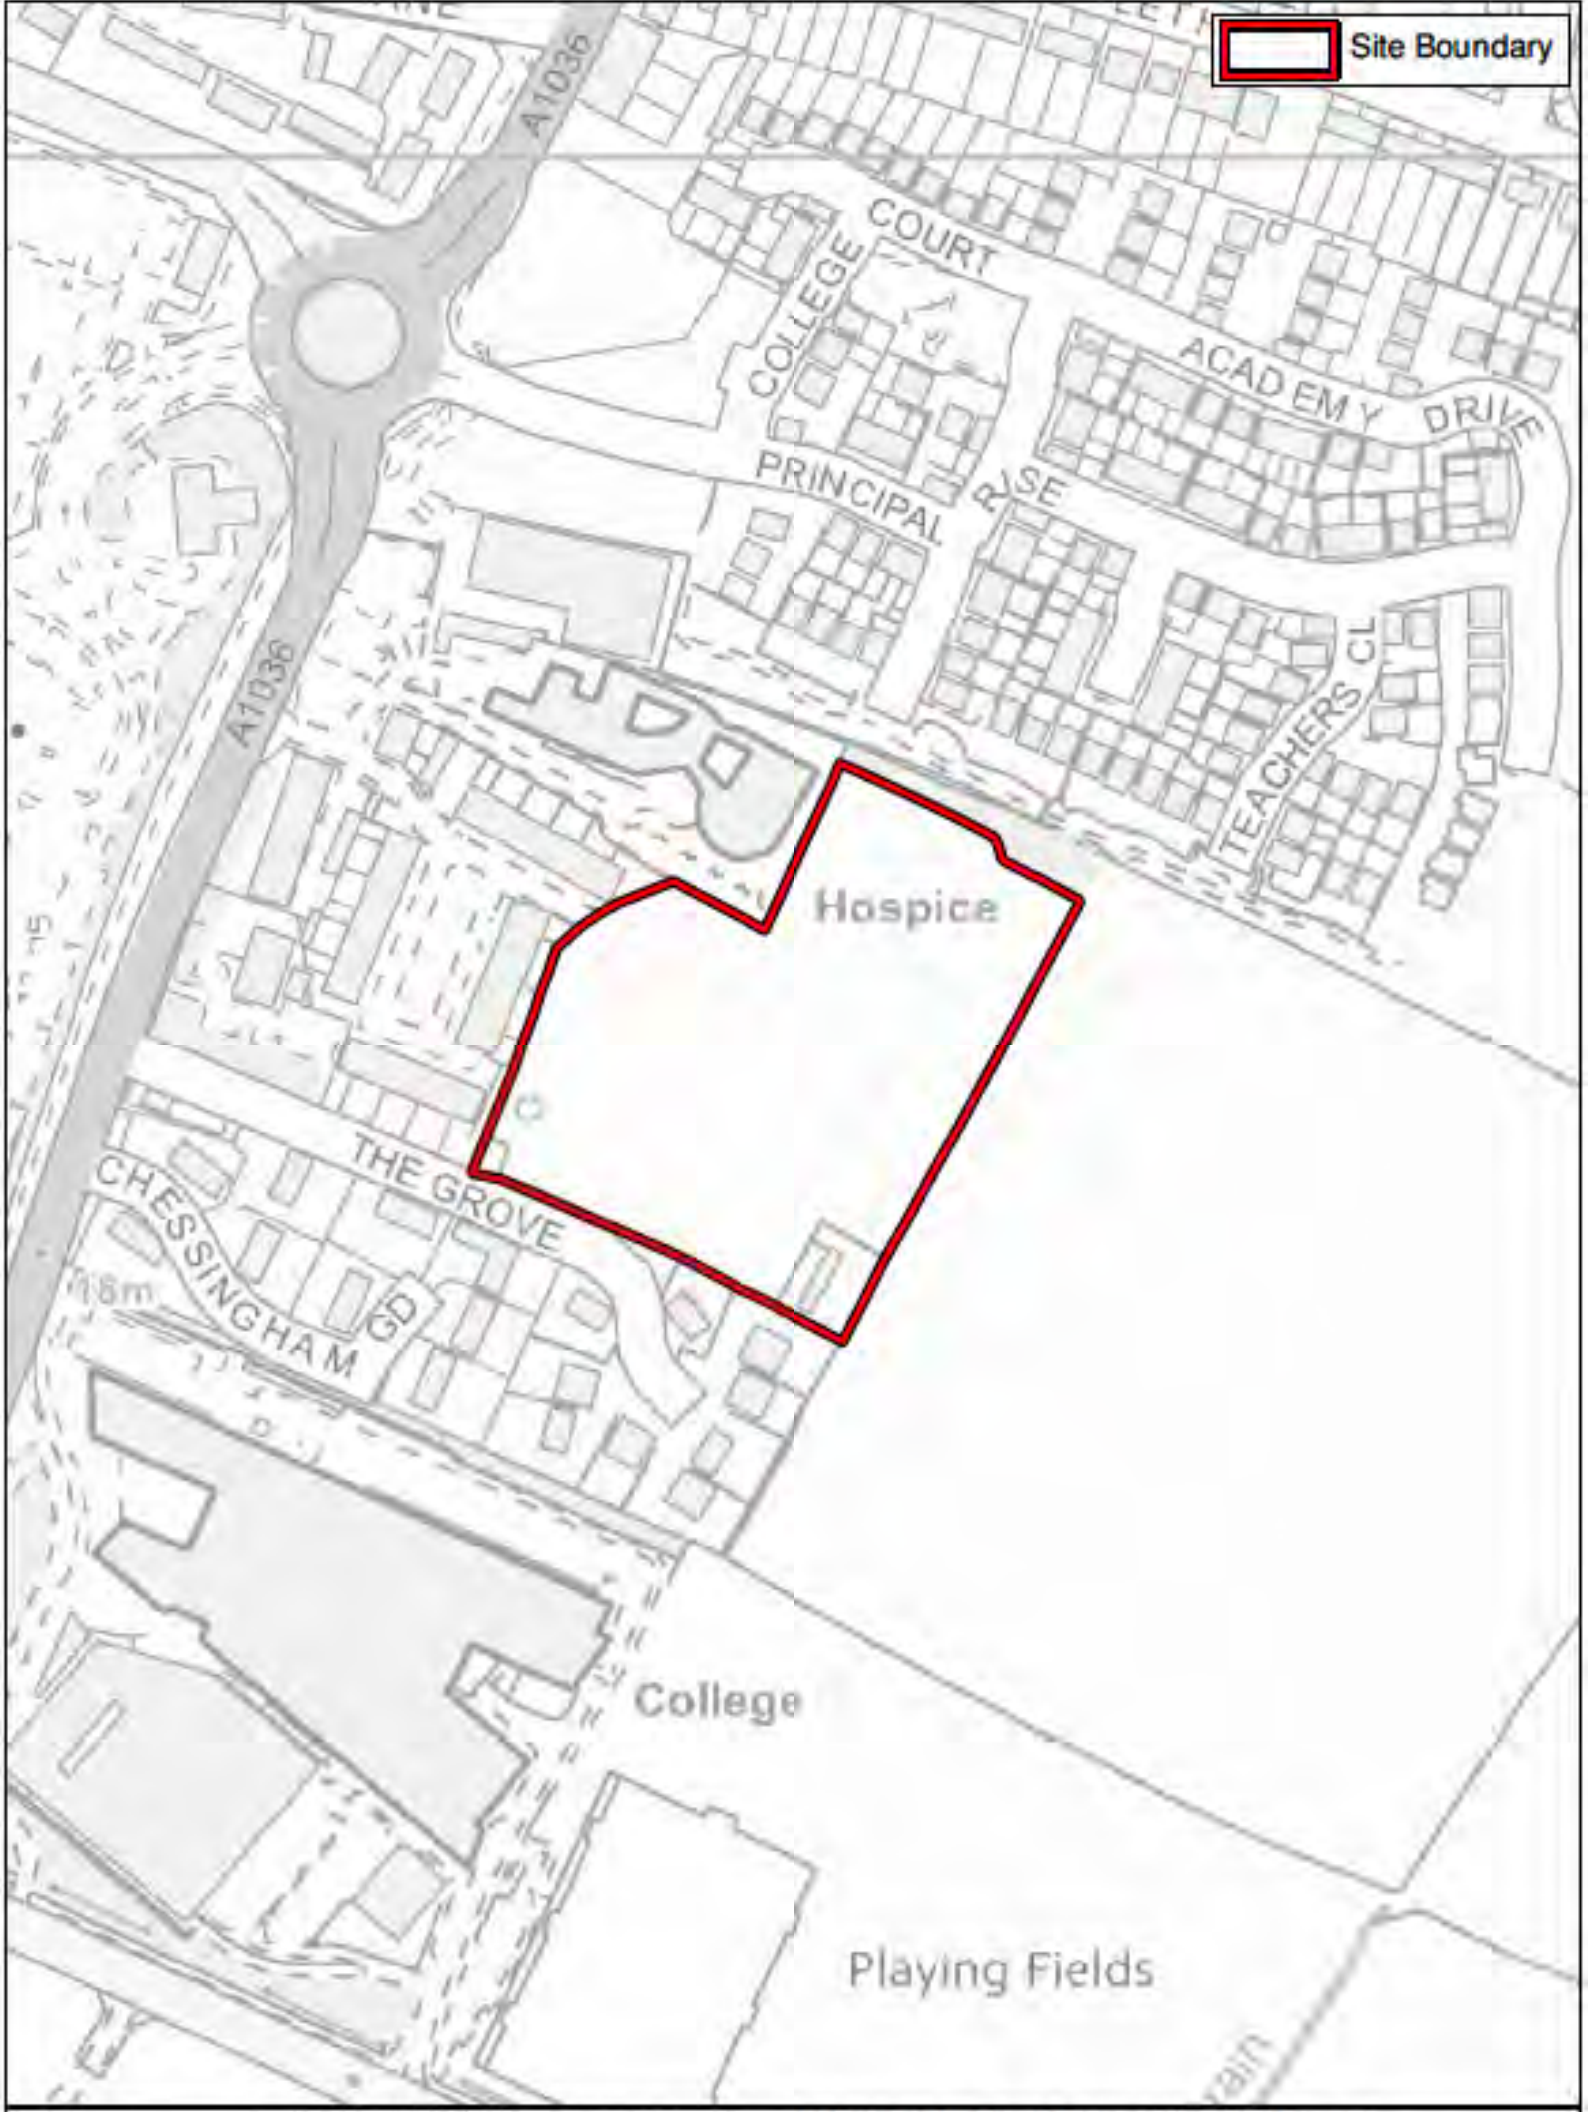 Site Boundary
A1036
COLLEGE
COURT
ACADEMY DRIVE
PRINCIPAL
RISE
TEACHERS CL
A1036
Hospice
THE GROVE
CHESSINGHAM
GD
College
Playing Fields